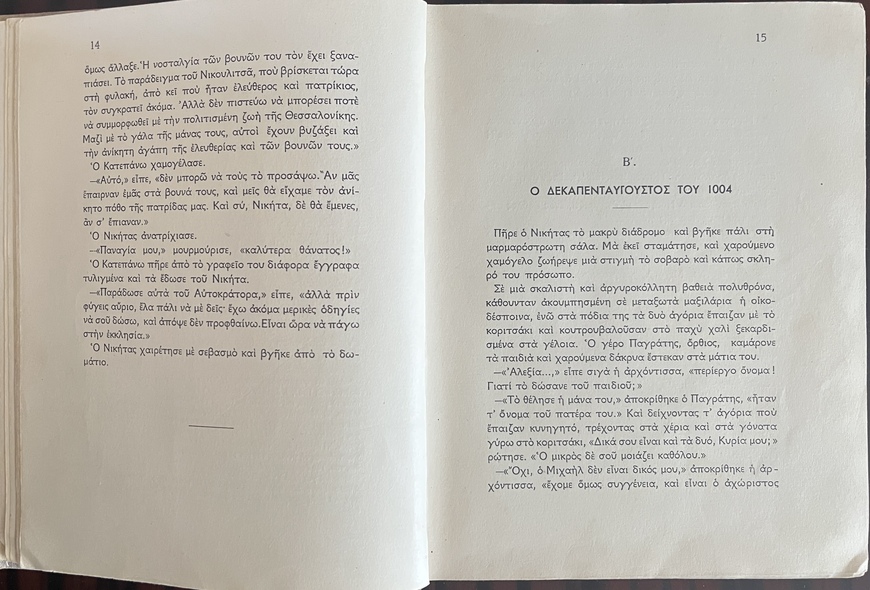 14
ὅμως ἄλλαξε. Ἡ νοσταλγία τῶν βουνῶν του τὸν ἔχει ξανα-
πιάσει. Τὸ παράδειγμα τοῦ Νικουλιτσᾶ, ποὺ βρίσκεται τώρα
στὴ φυλακή, ἀπὸ κεῖ ποὺ ἦταν ἐλεύθερος καὶ πατρίκιος,
τὸν συγκρατεῖ ἀκόμα. Ἀλλὰ δὲν πιστεύω νὰ μπορέσει ποτὲ
νὰ συμμορφωθεῖ μὲ τὴν πολιτισμένη ζωὴ τῆς Θεσσαλονίκης.
Μαζὶ μὲ τὸ γάλα τῆς μάνας τους, αὐτοὶ ἔχουν βυζάξει καὶ
τὴν ἀνίκητη ἀγάπη τῆς ἐλευθερίας καὶ τῶν βουνῶν τους.»
Ὁ Κατεπάνω χαμογέλασε.
—«Αὐτό,» εἶπε, «δὲν μπορῶ νὰ τοὺς τὸ προσάψω. Ἂν μᾶς
ἔπαιρναν ἐμᾶς στὰ βουνά τους, καὶ μεῖς θὰ εἴχαμε τὸν ἀνί-
κητο πόθο τῆς πατρίδας μας. Καὶ σύ, Νικήτα, δὲ θὰ ἔμενες,
ἂν σ' ἔπιαναν.»
Ὁ Νικήτας ἀνατρίχιασε.
—«Παναγία μου,» μουρμούρισε, «καλύτερα θάνατος!»
Ὁ Κατεπάνω πῆρε ἀπὸ τὸ γραφεῖο του διάφορα ἔγγραφα
τυλιγμένα καὶ τὰ ἔδωσε τοῦ Νικήτα.
—«Παράδωσε αὐτὰ τοῦ Αὐτοκράτορα,» εἶπε, «ἀλλὰ πρὶν
φύγεις αὔριο, ἔλα πάλι νὰ μὲ δεῖς· ἔχω ἀκόμα μερικὲς ὁδηγίες
νὰ σοῦ δώσω, καὶ ἀπόψε δὲν προφθαίνω. Εἶναι ὥρα νὰ πάγω
στὴν ἐκκλησία.»
Ὁ Νικήτας χαιρέτησε μὲ σεβασμὸ καὶ βγῆκε ἀπὸ τὸ δω-
μάτιο.
15
Β΄.
Ο ΔΕΚΑΠΕΝΤΑΥΓΟΥΣΤΟΣ ΤΟΥ 1004
Πῆρε ὁ Νικήτας τὸ μακρὺ διάδρομο καὶ βγῆκε πάλι στὴ
μαρμαρόστρωτη σάλα. Μὰ ἐκεῖ σταμάτησε, καὶ χαρούμενο
χαμόγελο ζωήρεψε μιὰ στιγμὴ τὸ σοβαρὸ καὶ κάπως σκλη-
ρό του πρόσωπο.
Σὲ μιὰ σκαλιστὴ καὶ ἀργυροκόλλητη βαθειὰ πολυθρόνα,
κάθουνταν ἀκουμπησμένη σὲ μεταξωτὰ μαξιλάρια ἡ οἰκο-
δέσποινα, ἐνῶ στὰ πόδια της τὰ δυὸ ἀγόρια ἔπαιζαν μὲ τὸ
κοριτσάκι καὶ κουτρουβαλοῦσαν στὸ παχὺ χαλὶ ξεκαρδι-
σμένα στὰ γέλοια. Ὁ γέρο Παγράτης, ὄρθιος, καμάρονε
τὰ παιδιὰ καὶ χαρούμενα δάκρυα ἔστεκαν στὰ μάτια του.
—«Ἀλεξία...,» εἶπε σιγὰ ἡ ἀρχόντισσα, «περίεργο ὄνομα!
Γιατί τὸ δώσανε τοῦ παιδιοῦ;»
—«Τὸ θέλησε ἡ μάνα του,» ἀποκρίθηκε ὁ Παγράτης, «ἦταν
τ' ὄνομα τοῦ πατέρα του.» Καὶ δείχνοντας τ' ἀγόρια ποὺ
ἔπαιζαν κυνηγητό, τρέχοντας στὰ χέρια καὶ στὰ γόνατα
γύρω στὸ κοριτσάκι, «Δικά σου εἶναι καὶ τὰ δυό, Κυρία μου;»
ρώτησε. «Ὁ μικρὸς δὲ σοῦ μοιάζει καθόλου.»
—«Ὄχι, ὁ Μιχαὴλ δὲν εἶναι δικός μου,» ἀποκρίθηκε ἡ ἀρ-
χόντισσα, «ἔχομε ὅμως συγγένεια, καὶ εἶναι ὁ ἀχώριστος